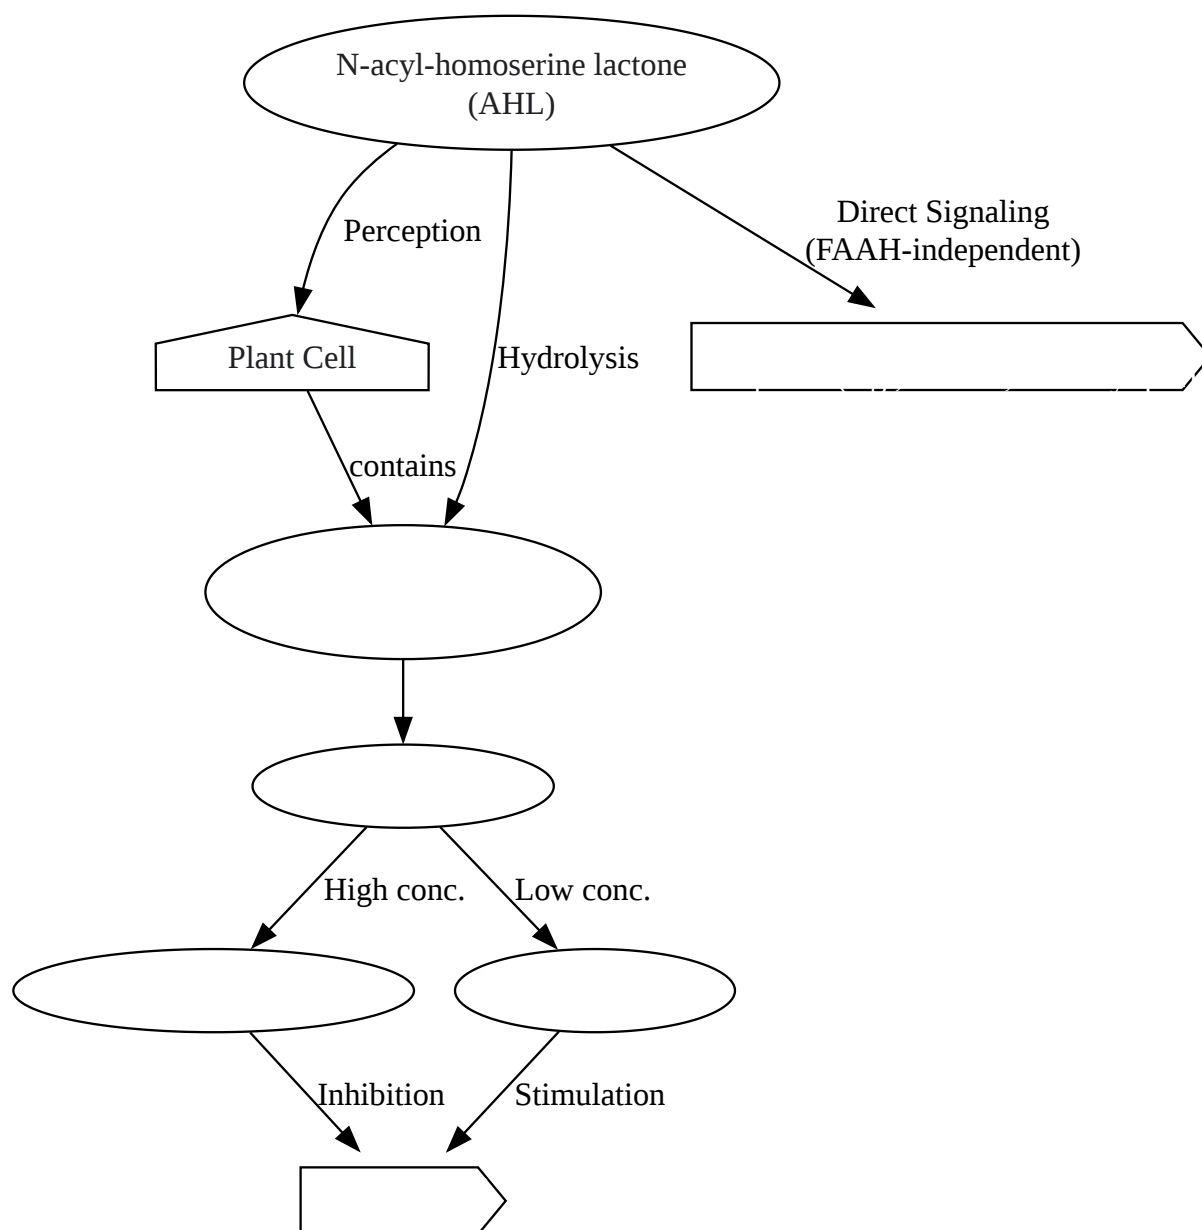 N-acyl-homoserine lactone
(AHL)
Direct Signaling
(FAAH-independent)
Perception
Plant Cell
Hydrolysis
contains
High conc.
Low conc.
Inhibition
Stimulation